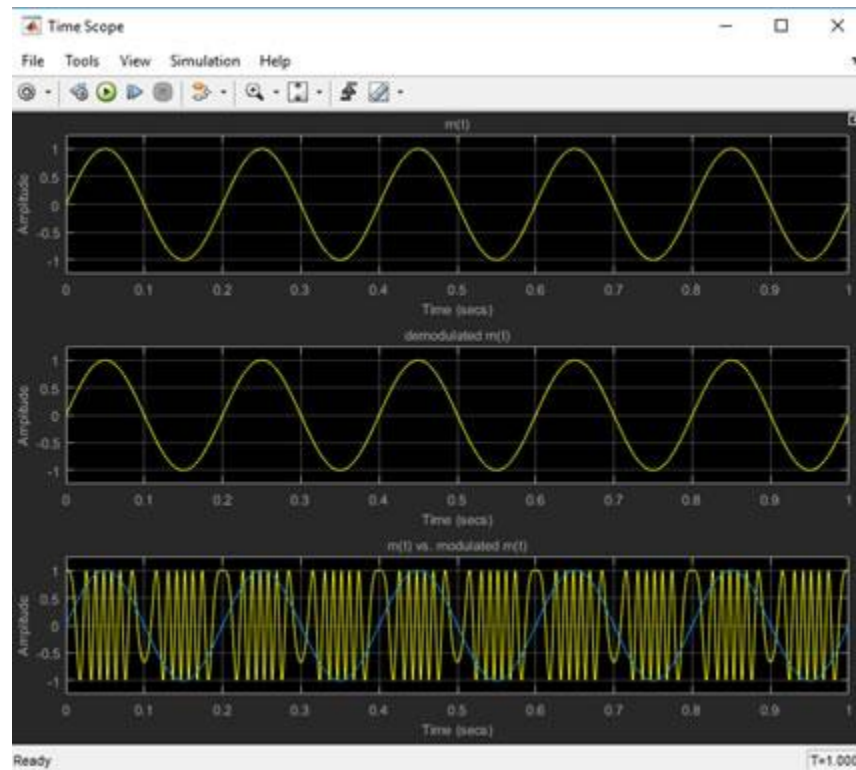 Time Scope
File Tools View Simulation Help
m(t)
Amplitude
1
0.5
0
-0.5
-1
0 0.1 0.2 0.3 0.4 0.5 0.6 0.7 0.8 0.9 1
Time (secs)
demodulated m(t)
Amplitude
1
0.5
0
-0.5
-1
0 0.1 0.2 0.3 0.4 0.5 0.6 0.7 0.8 0.9 1
Time (secs)
m(t) vs. modulated m(t)
Amplitude
1
0.5
0
-0.5
-1
0 0.1 0.2 0.3 0.4 0.5 0.6 0.7 0.8 0.9 1
Time (secs)
Ready T=1.000